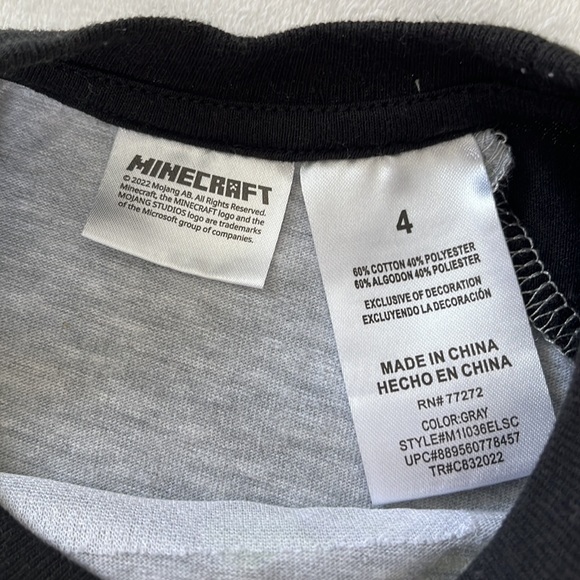 MINECRAFT
© 2022 Mojang AB. All Rights Reserved.
Minecraft, the MINECRAFT logo and the
MOJANG STUDIOS logo are trademarks
of the Microsoft group of companies.
4
60% COTTON 40% POLYESTER
60% ALGODON 40% POLIESTER
EXCLUSIVE OF DECORATION
EXCLUYENDO LA DECORACIÓN
MADE IN CHINA
HECHO EN CHINA
RN# 77272
COLOR:GRAY
STYLE#M1I036ELSC
UPC#889560778457
TR#C832022